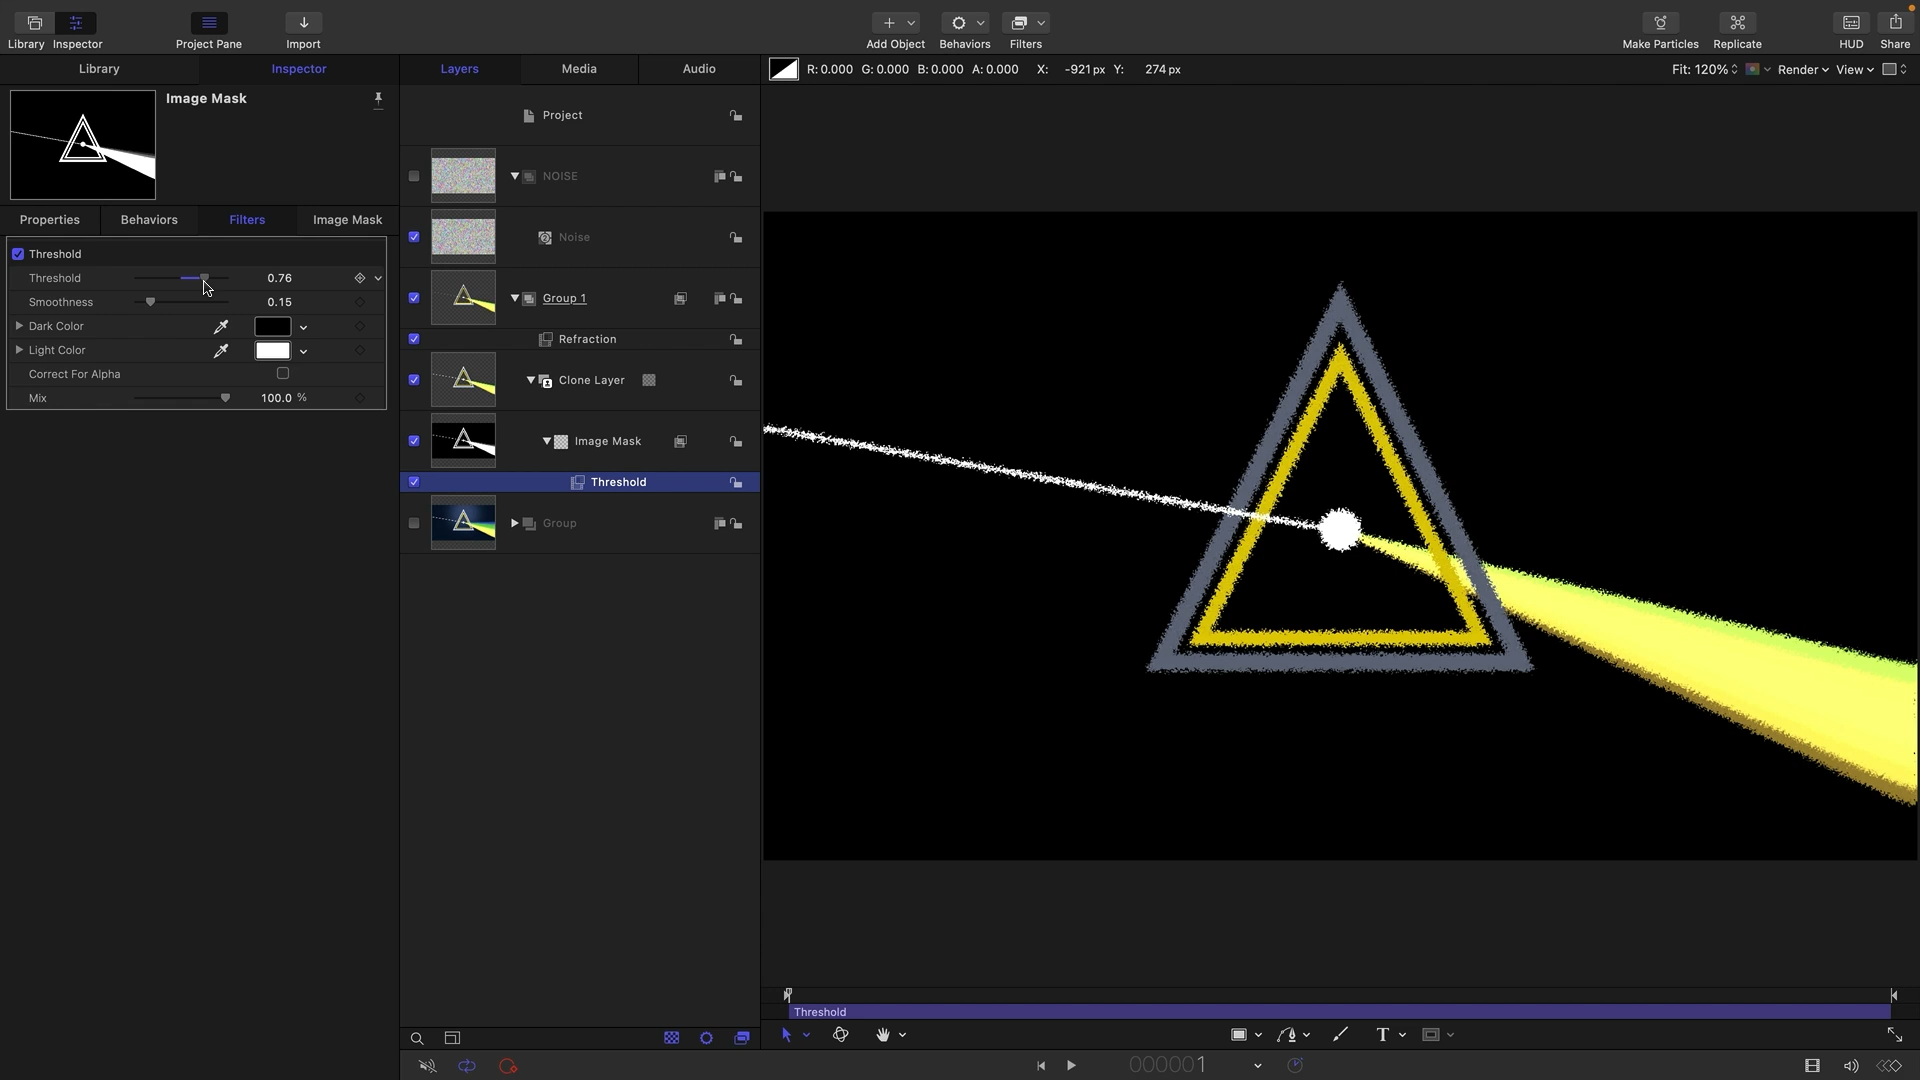 Library Inspector Project Pane Import Add Object Behaviors Filters Make Particles Replicate HUD Share
Library Inspector Layers Media Audio R: 0.000 G: 0.000 B: 0.000 A: 0.000 X: -921 px Y: 274 px Fit: 120% Render View
Image Mask
Project
NOISE
Properties Behaviors Filters Image Mask
Noise
Threshold
Threshold 0.76
Smoothness 0.15
Group 1
Dark Color
Refraction
Light Color
Correct For Alpha
Clone Layer
Mix 100.0 %
Image Mask
Threshold
Group
Threshold
T
000001